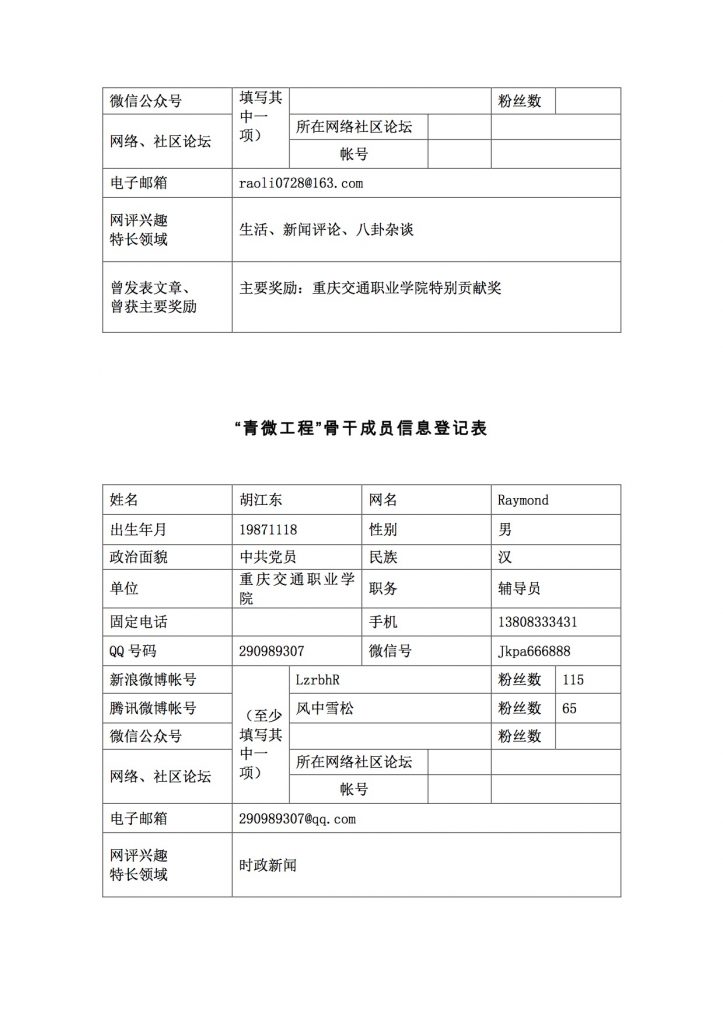 微信公众号 填写其中一项） 粉丝数
网络、社区论坛 所在网络社区论坛
帐号
电子邮箱 raoli0728@163.com
网评兴趣
特长领域 生活、新闻评论、八卦杂谈
曾发表文章、 主要奖励：重庆交通职业学院特别贡献奖
曾获主要奖励
“青微工程”骨干成员信息登记表
姓名 胡江东 网名 Raymond
出生年月 19871118 性别 男
政治面貌 中共党员 民族 汉
单位 重庆交通职业学院 职务 辅导员
固定电话 手机 13808333431
QQ 号码 290989307 微信号 Jkpa666888
新浪微博帐号 （至少填写其中一项） LzrbhR 粉丝数 115
腾讯微博帐号 风中雪松 粉丝数 65
微信公众号 粉丝数
网络、社区论坛 所在网络社区论坛
帐号
电子邮箱 290989307@qq.com
网评兴趣
特长领域 时政新闻